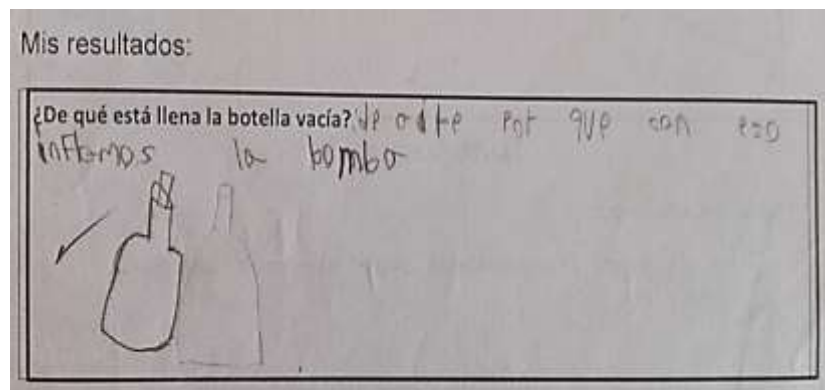 Mis resultados:
¿De qué está llena la botella vacía? de aire por que con eso
inflamos la bomba